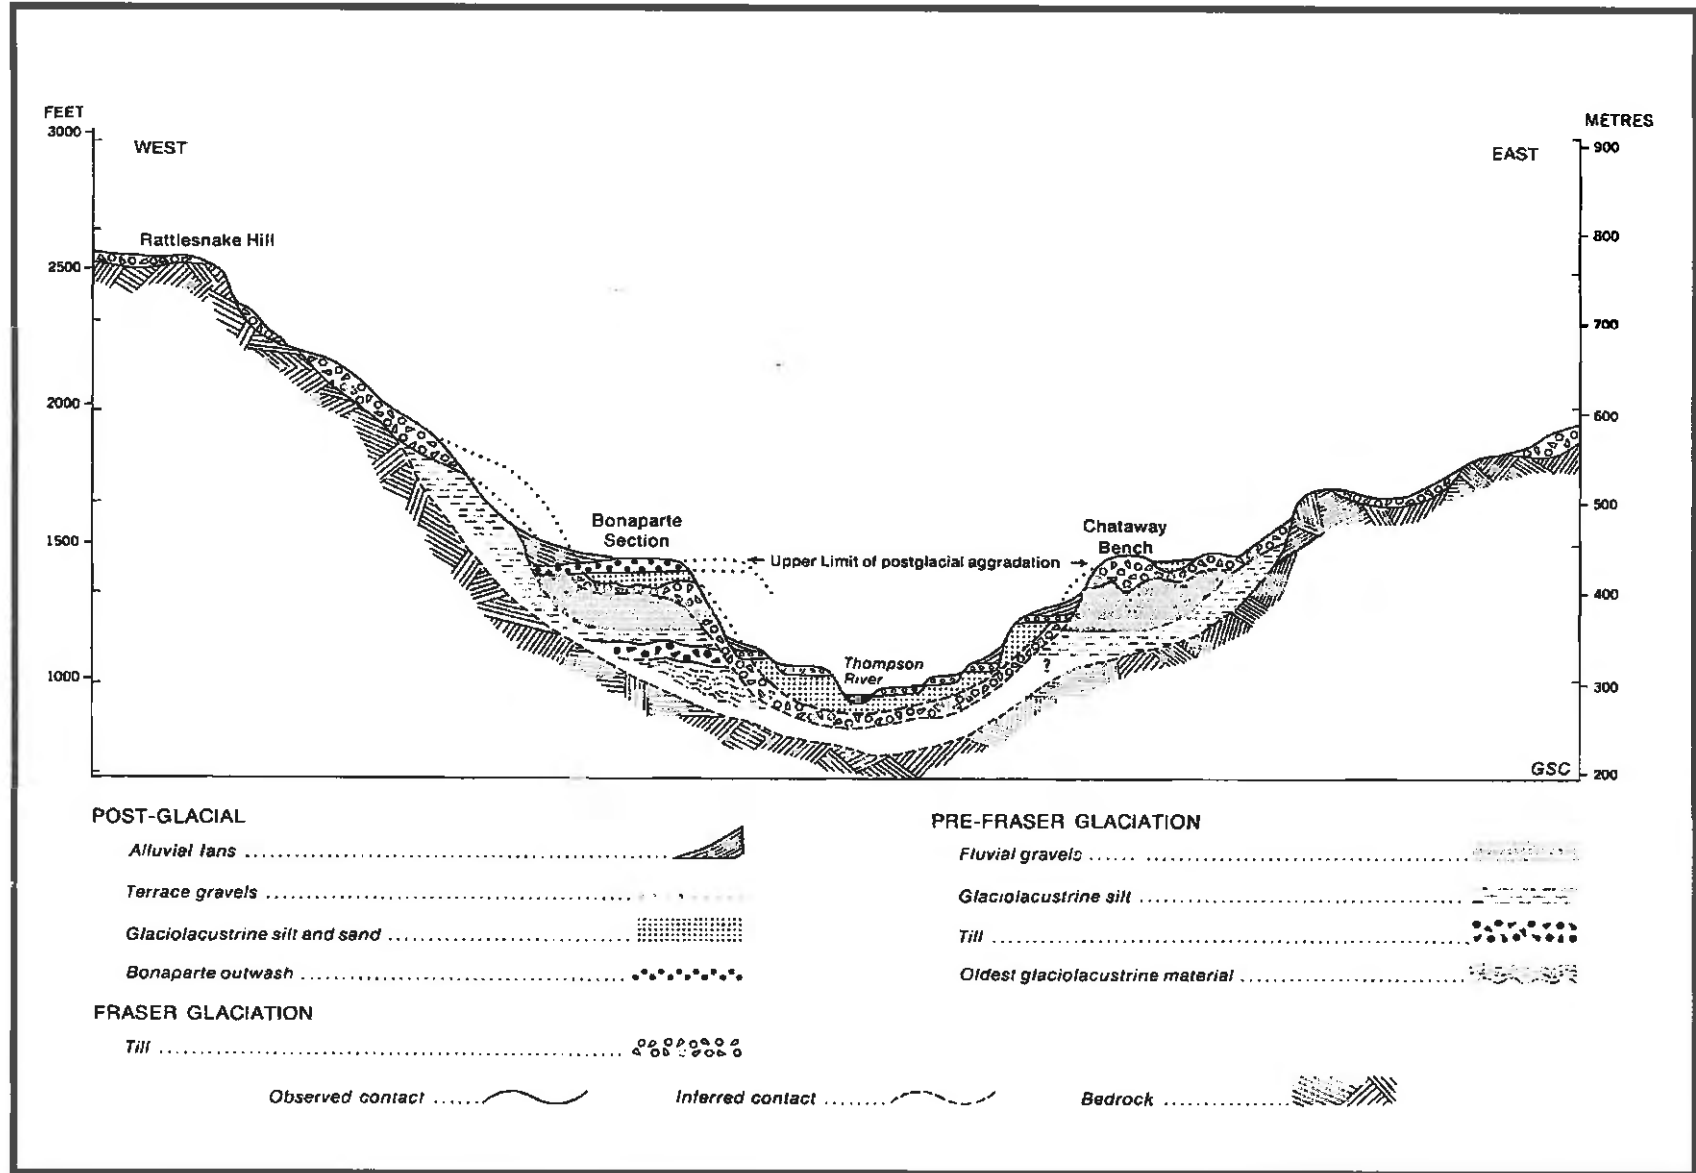 FEET
METRES
3000
WEST
EAST
900
Rattlesnake Hill
800
2500
700
2000
600
500
Bonaparte
Section
Chataway
Bench
1500
Upper Limit of postglacial aggradation
400
1000
Thompson
River
300
?
GSC
200
POST-GLACIAL
Alluvial fans
Terrace gravels
Glaciolacustrine silt and sand
Bonaparte outwash
FRASER GLACIATION
Till
PRE-FRASER GLACIATION
Fluvial gravels
Glaciolacustrine silt
Till
Oldest glaciolacustrine material
Observed contact
Inferred contact
Bedrock